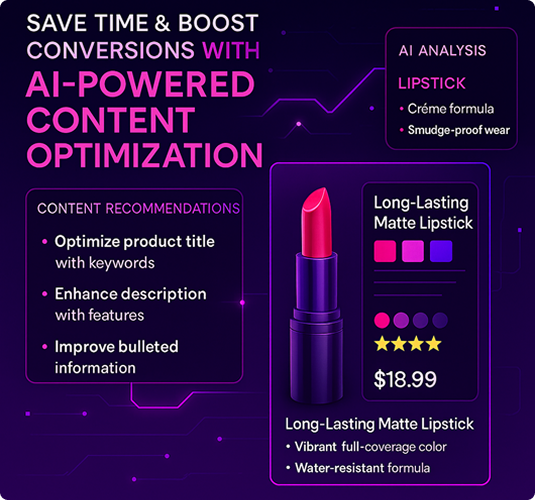 SAVE TIME & BOOST
CONVERSIONS WITH
AI-POWERED
CONTENT
OPTIMIZATION
AI ANALYSIS
LIPSTICK
• Créme formula
• Smudge-proof wear
CONTENT RECOMMENDATIONS
• Optimize product title
with keywords
• Enhance description
with features
• Improve bulleted
information
Long-Lasting
Matte Lipstick
$18.99
Long-Lasting Matte Lipstick
• Vibrant full-coverage color
• Water-resistant formula